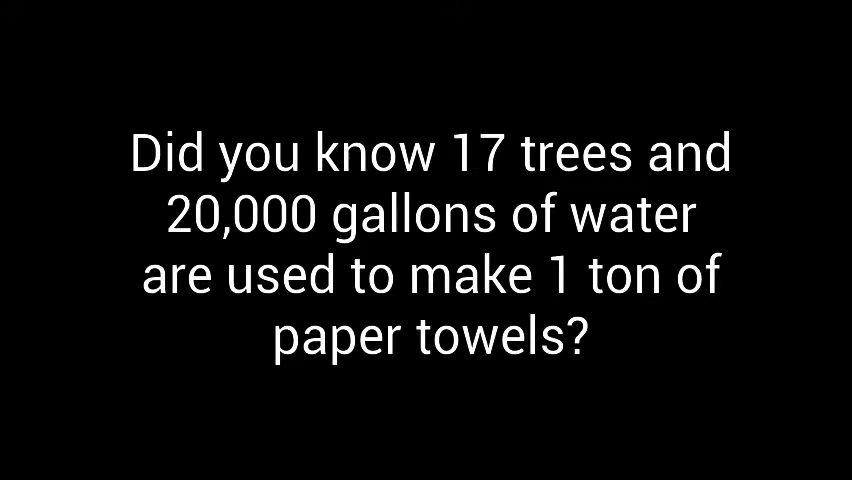 Did you know 17 trees and
20,000 gallons of water
are used to make 1 ton of
paper towels?